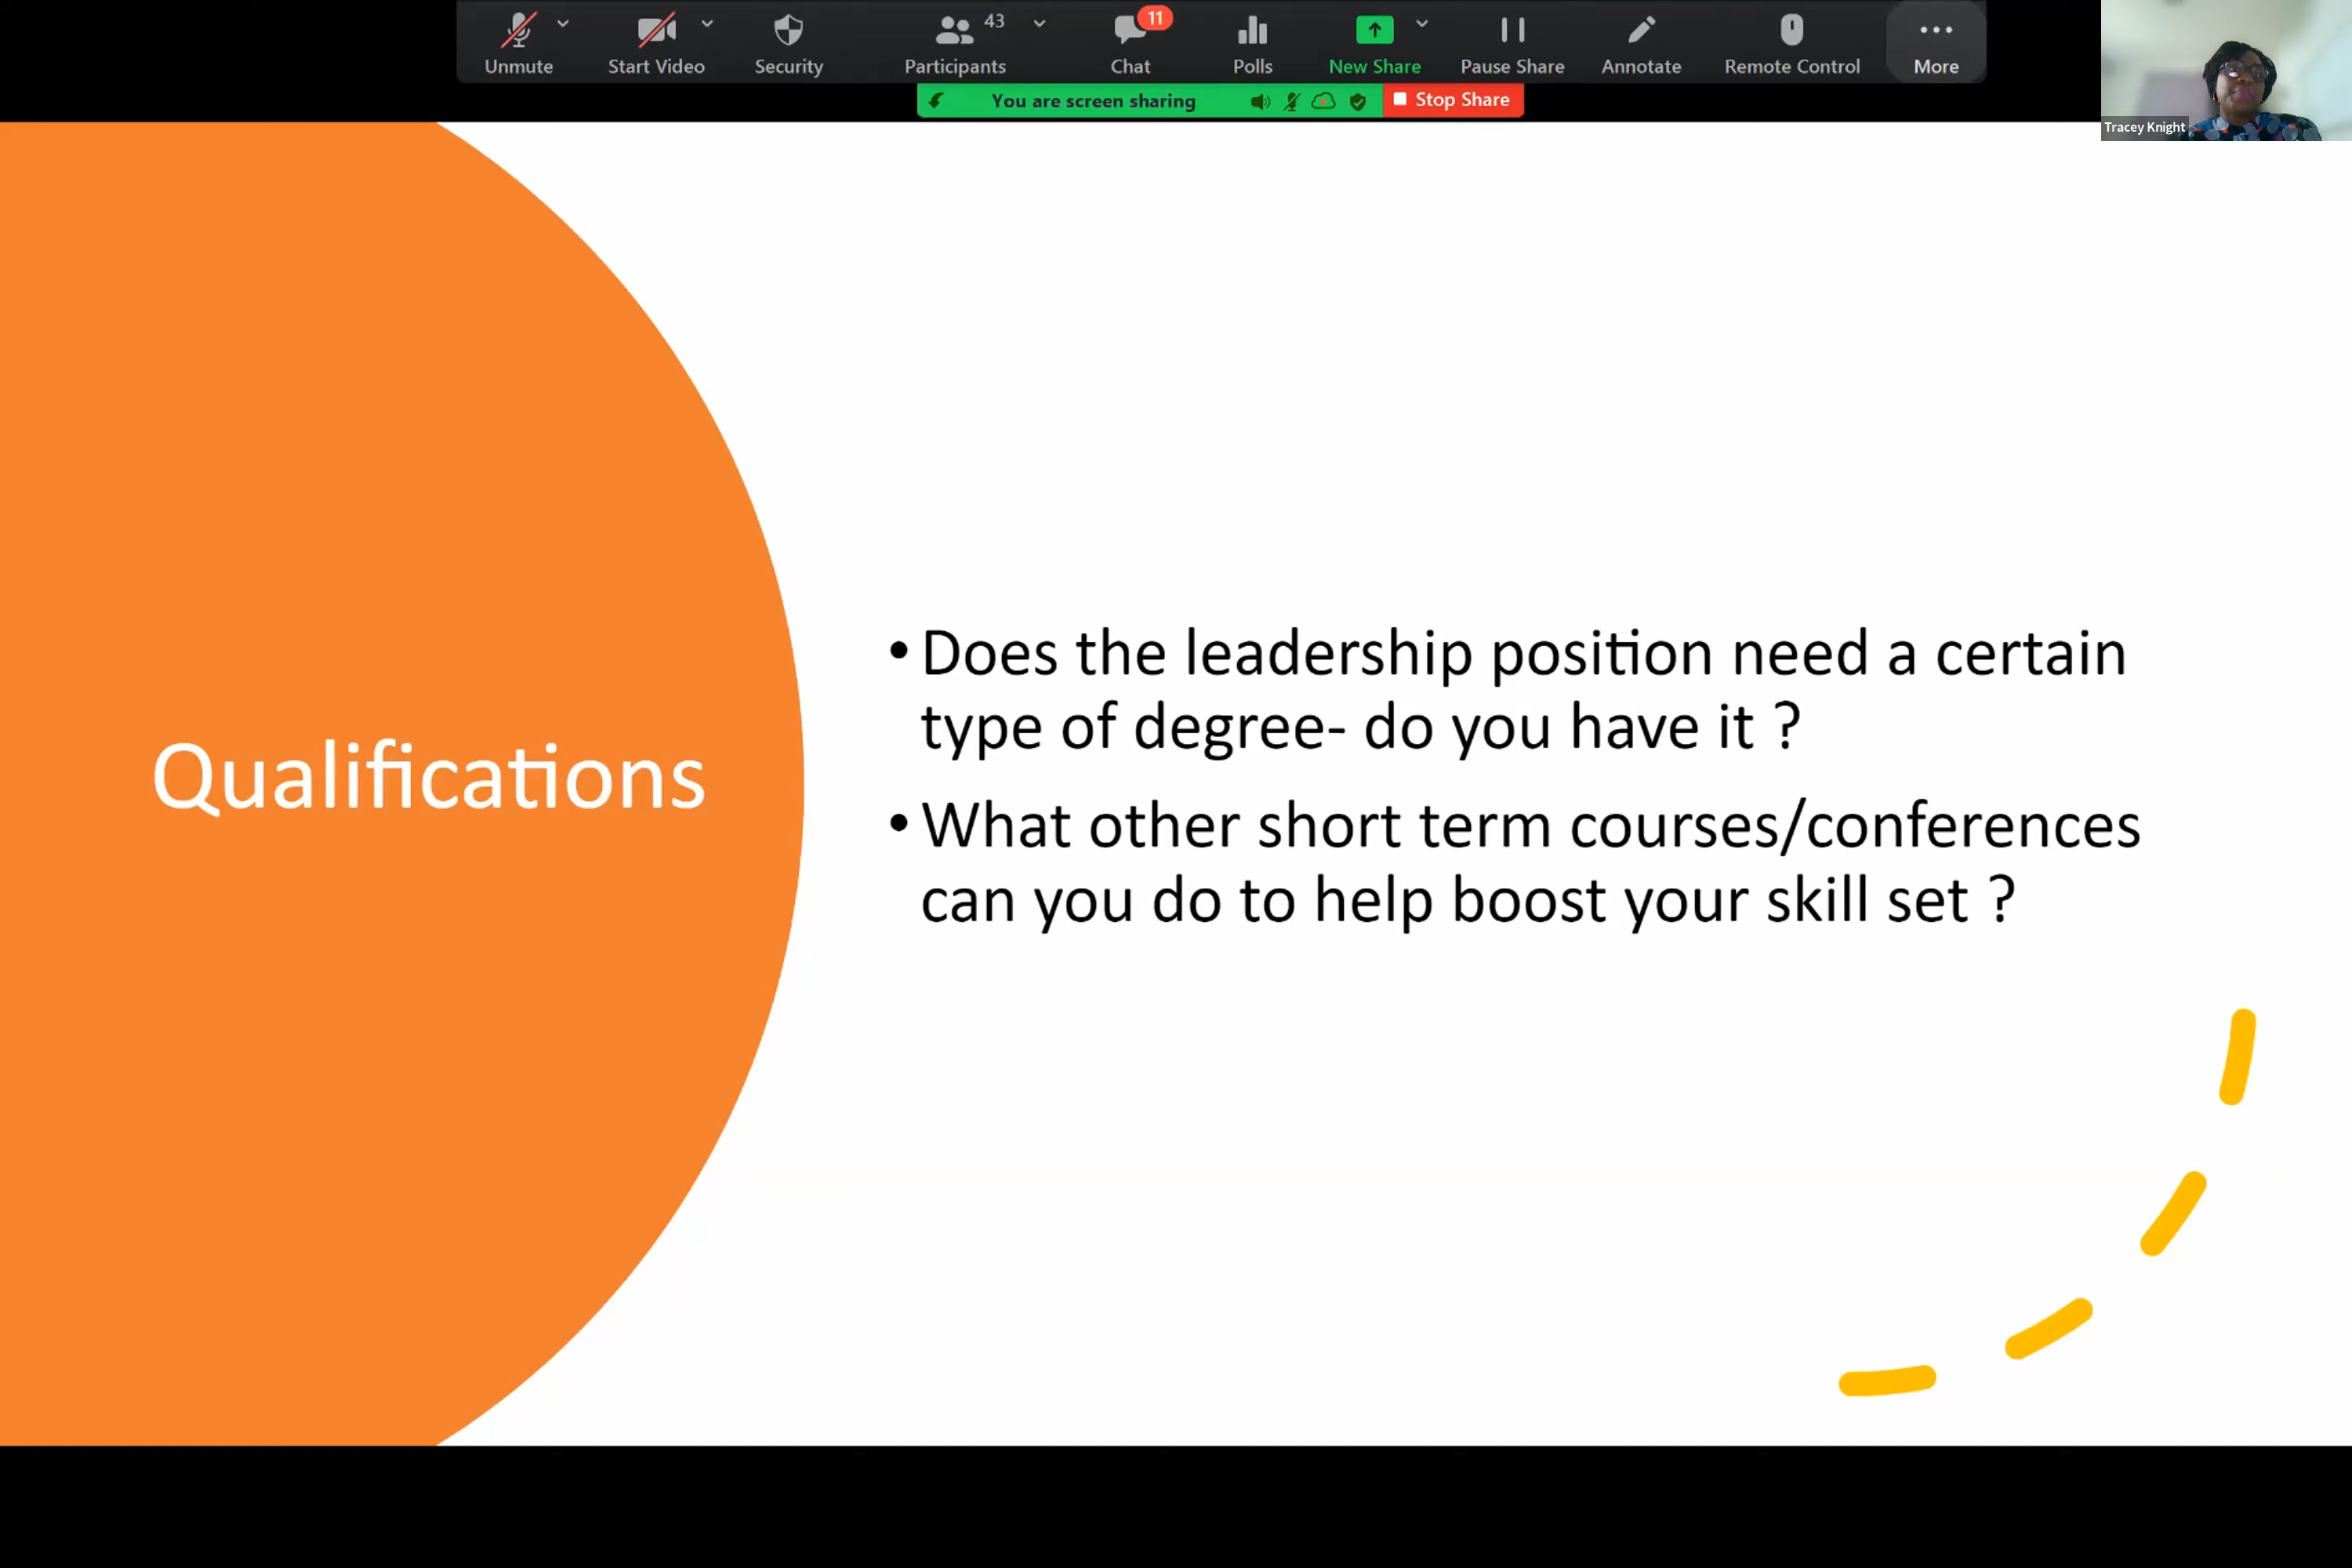 Unmute
Start Video
Security
Participants
43
Chat
11
Polls
New Share
Pause Share
Annotate
Remote Control
More
You are screen sharing
Stop Share
Tracey Knight
Qualifications
• Does the leadership position need a certain
type of degree- do you have it ?
• What other short term courses/conferences
can you do to help boost your skill set ?